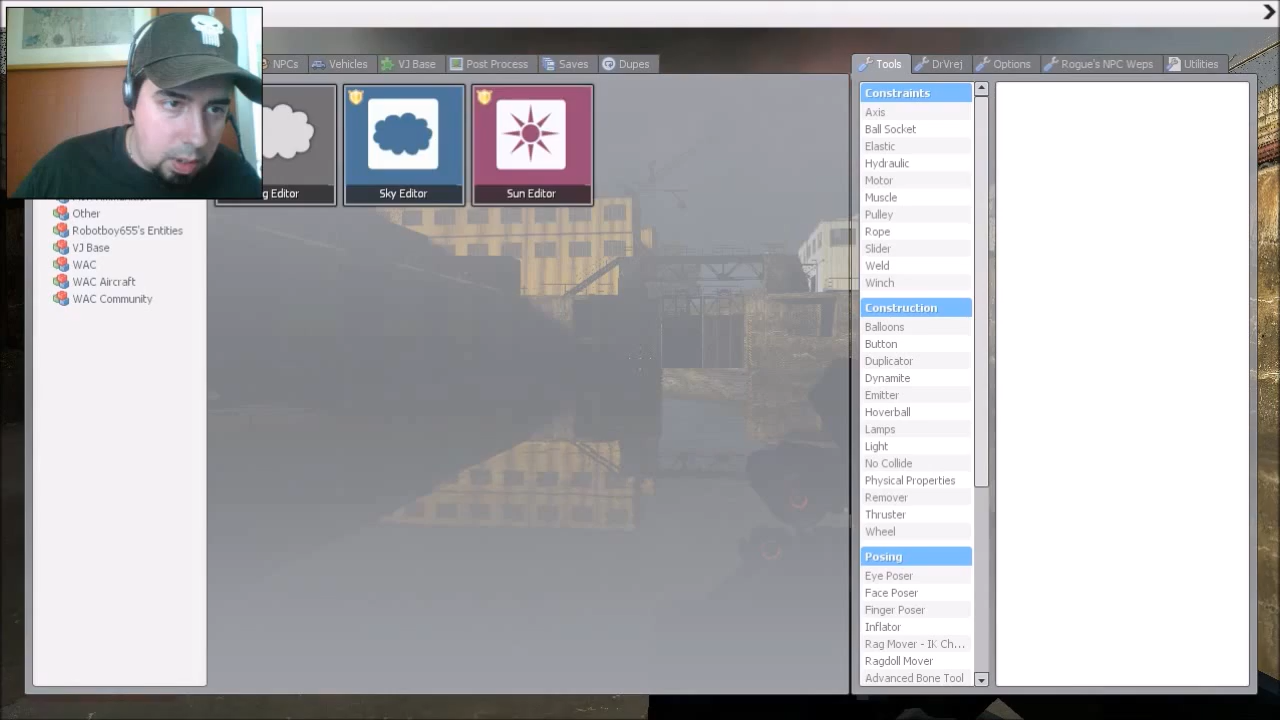 NPCs
Vehicles
VJ Base
Post Process
Saves
Dupes
Tools
DrVrej
Options
Rogue's NPC Weps
Utilities
g Editor
Sky Editor
Sun Editor
Other
Robotboy655's Entities
VJ Base
WAC
WAC Aircraft
WAC Community
Constraints
Axis
Ball Socket
Elastic
Hydraulic
Motor
Muscle
Pulley
Rope
Slider
Weld
Winch
Construction
Balloons
Button
Duplicator
Dynamite
Emitter
Hoverball
Lamps
Light
No Collide
Physical Properties
Remover
Thruster
Wheel
Posing
Eye Poser
Face Poser
Finger Poser
Inflator
Rag Mover - IK Ch...
Ragdoll Mover
Advanced Bone Tool